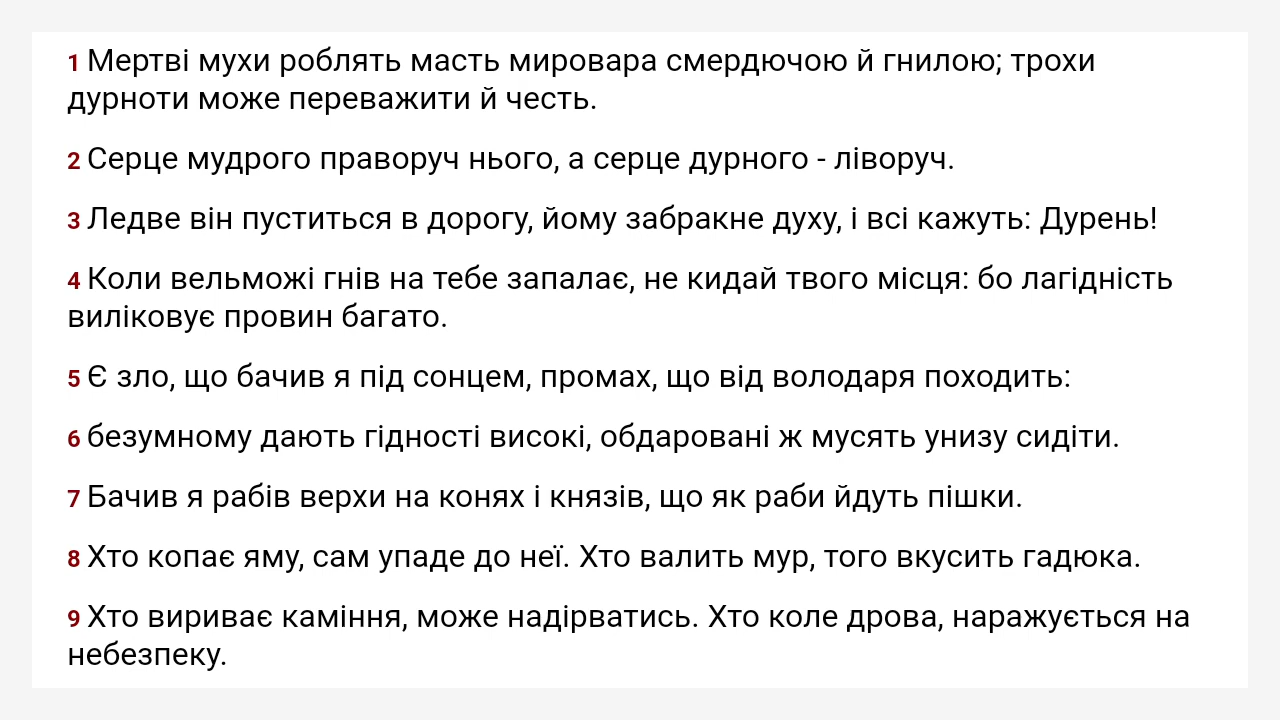 1 Мертві мухи роблять масть мировара смердючою й гнилою; трохи
дурноти може переважити й честь.
2 Серце мудрого праворуч нього, а серце дурного - ліворуч.
3 Ледве він пуститься в дорогу, йому забракне духу, і всі кажуть: Дурень!
4 Коли вельможі гнів на тебе запалає, не кидай твого місця: бо лагідність
виліковує провин багато.
5 Є зло, що бачив я під сонцем, промах, що від володаря походить:
6 безумному дають гідності високі, обдаровані ж мусять унизу сидіти.
7 Бачив я рабів верхи на конях і князів, що як раби йдуть пішки.
8 Хто копає яму, сам упаде до неї. Хто валить мур, того вкусить гадюка.
9 Хто вириває каміння, може надірватись. Хто коле дрова, наражується на
небезпеку.